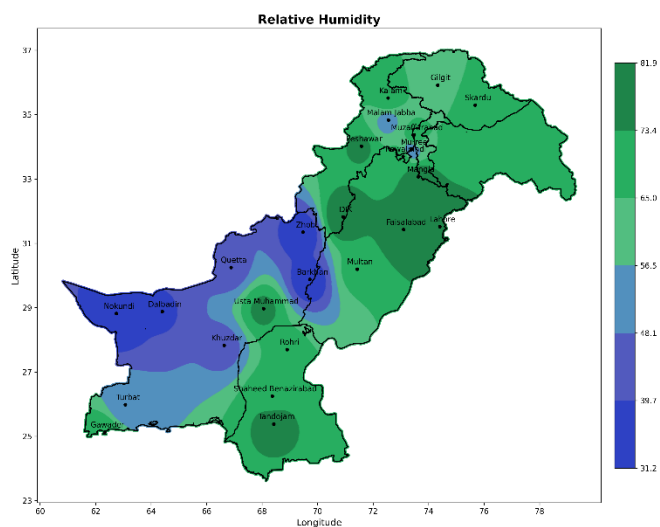 Relative Humidity
37
35
33
31
29
27
25
23
Latitude
60
62
64
66
68
70
72
74
76
78
Longitude
81.9
73.4
65.0
56.5
48.1
39.7
31.2
Gilgit
Kalam
Skardu
Malam Jabba
Muzaffarabad
Peshawar
Murree
Mangla
DIK
Lahore
Faisalabad
Zhob
Multan
Quetta
Barkhan
Usta Muhammad
Nokundi
Dalbadin
Khuzdar
Rohri
Shaheed Benazirabad
Turbat
Gawader
Tandojam